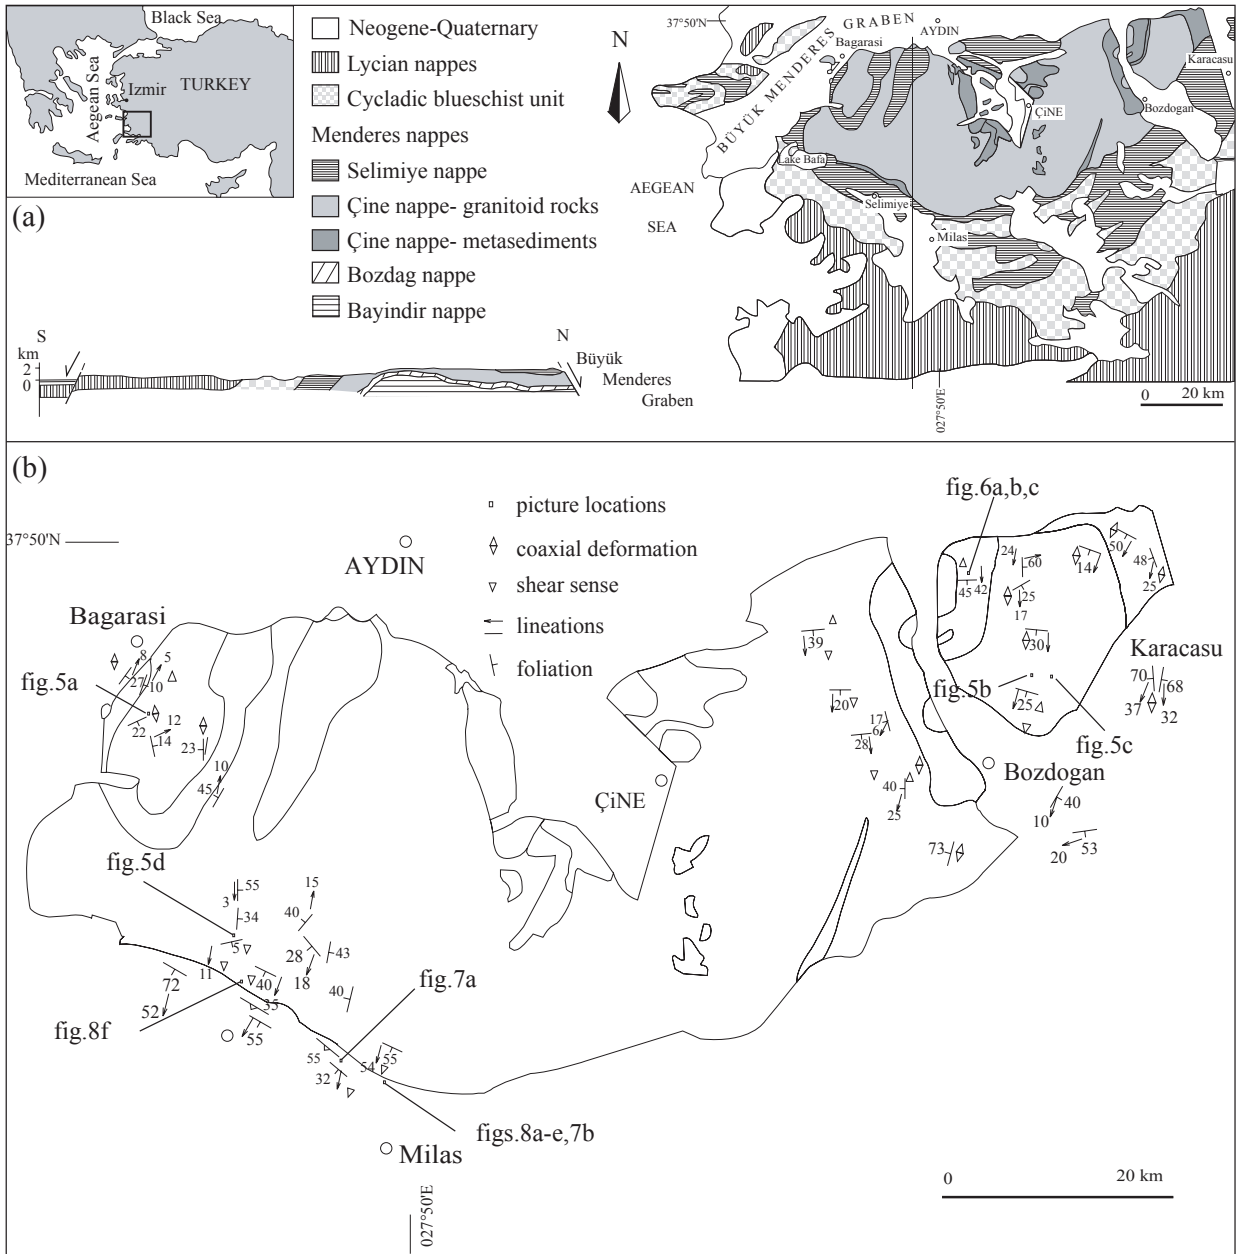 Black Sea
Aegean Sea
Izmir
TURKEY
Mediterranean Sea
(a)
Neogene-Quaternary
Lycian nappes
Cycladic blueschist unit
Menderes nappes
Selimiye nappe
Çine nappe- granitoid rocks
Çine nappe- metasediments
Bozdag nappe
Bayindir nappe
N
37°50'N
BÜYÜK MENDERES GRABEN
Bagarasi
AYDIN
Karacasu
ÇiNE
Bozdogan
Lake Bafa
AEGEAN
SEA
Selimiye
Milas
027°50'E
0 20 km
S
N
km
2
0
Büyük
Menderes
Graben
(b)
picture locations
coaxial deformation
shear sense
lineations
foliation
fig.6a,b,c
37°50'N
AYDIN
Bagarasi
fig.5a
8
5
27
10
22
12
14
23
10
45
24
60
45
42
25
17
14
50
48
25
30
39
Karacasu
70
68
37
32
fig.5b
25
fig.5c
20
17
6
28
40
25
Bozdogan
ÇiNE
40
10
53
20
73
fig.5d
55
3
34
15
40
5
28
43
11
40
18
72
35
40
52
55
fig.7a
fig.8f
55
32
54
55
figs.8a-e,7b
Milas
027°50'E
0 20 km